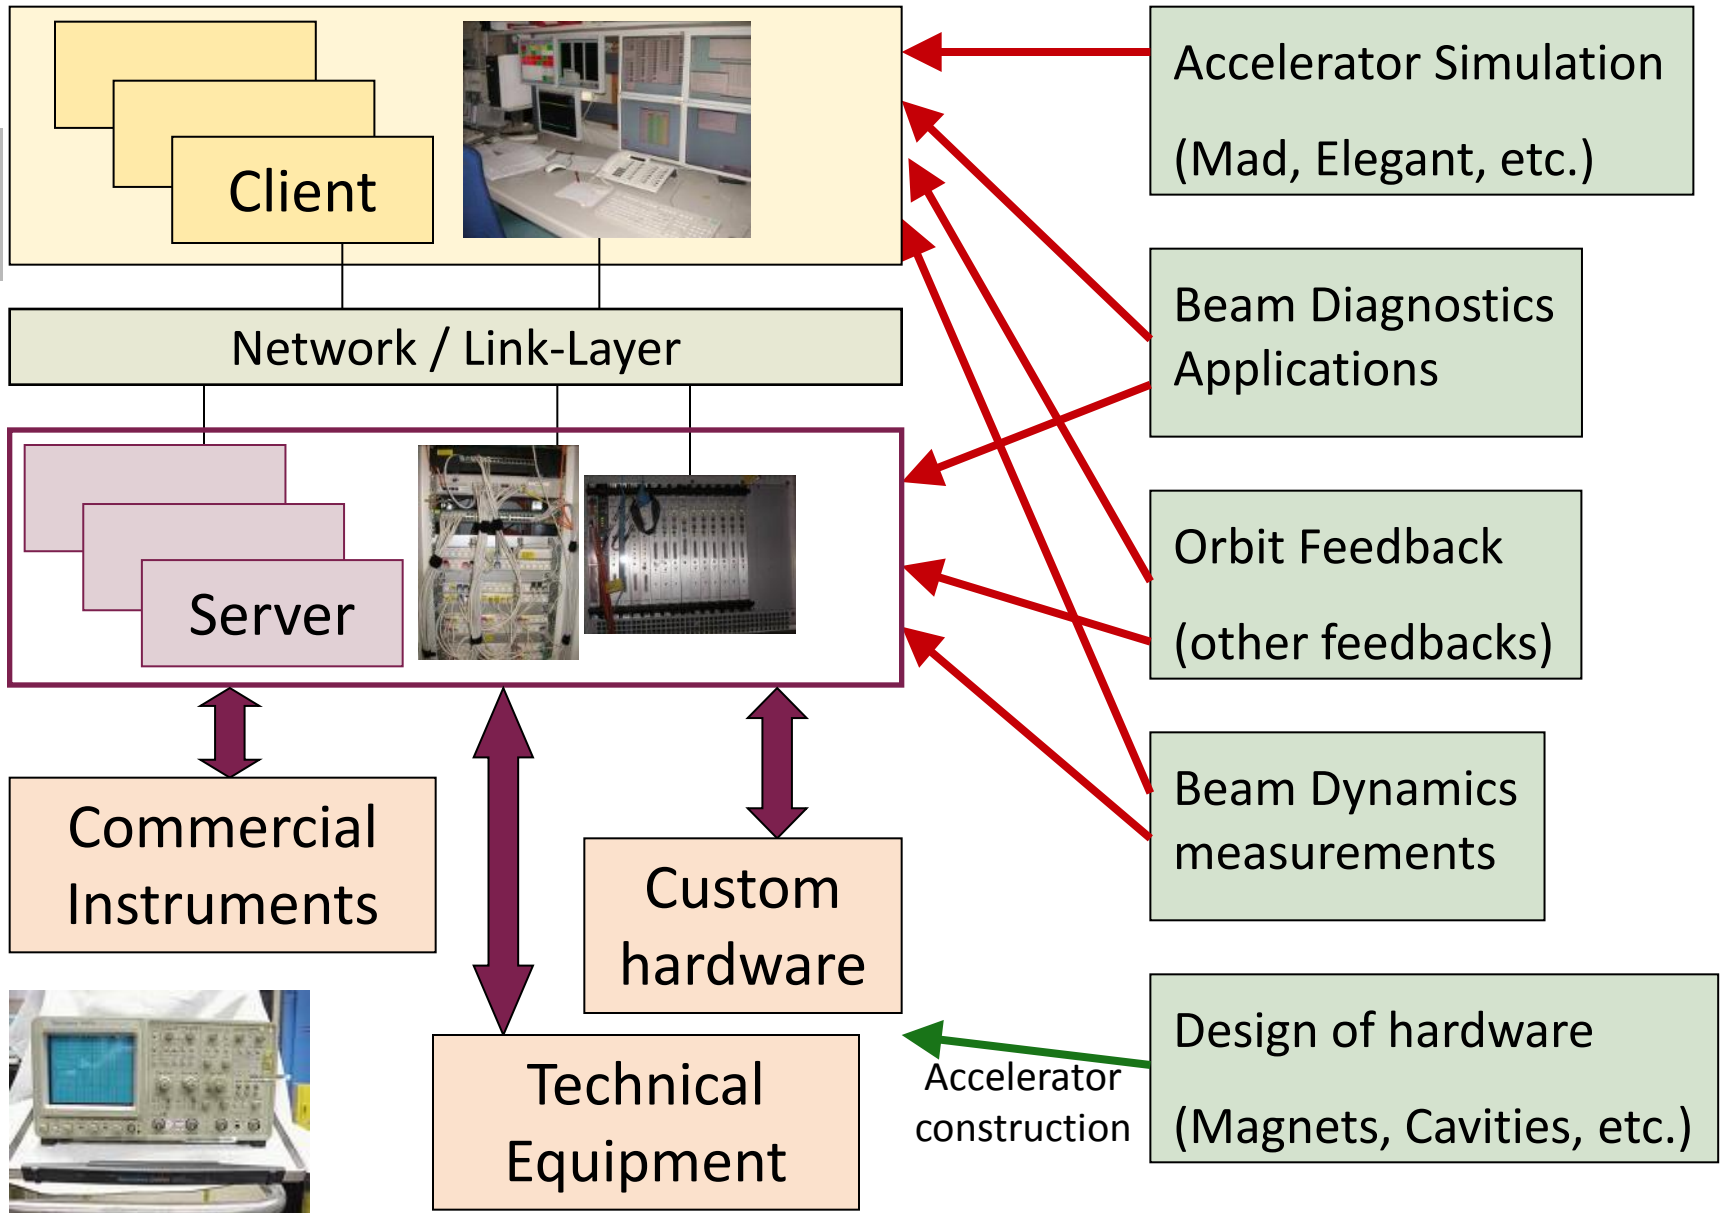 Client
Network / Link-Layer
Server
Commercial
Instruments
Custom
hardware
Technical
Equipment
Accelerator Simulation
(Mad, Elegant, etc.)
Beam Diagnostics
Applications
Orbit Feedback
(other feedbacks)
Beam Dynamics
measurements
Accelerator
construction
Design of hardware
(Magnets, Cavities, etc.)